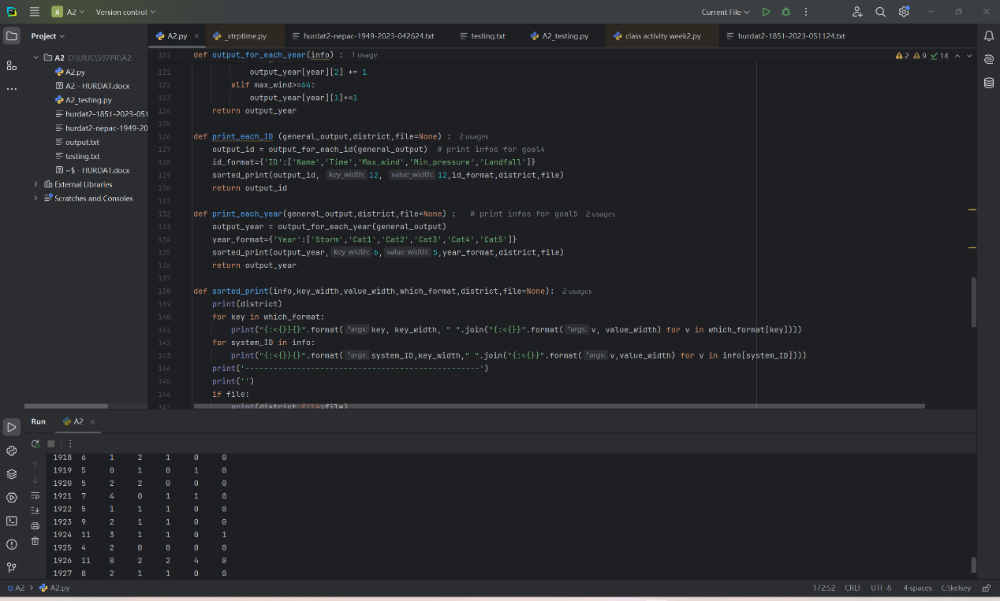 A A2 Version control Current File
Project
A2.py _strptime.py hurdat2-nepac-1949-2023-042624.txt testing.txt A2_testing.py class activity week2.py hurdat2-1851-2023-051124.txt
A2 D:\UIUC\597PR\A2
A2.py
A2 - HURDAT.docx
A2_testing.py
hurdat2-1851-2023-051
hurdat2-nepac-1949-20
output.txt
testing.txt
~$ - HURDAT.docx
External Libraries
Scratches and Consoles
101 def output_for_each_year(info) : 1 usage
2 9 14
121 output_year[year][2] += 1
122 elif max_wind>=64:
123 output_year[year][1]+=1
124 return output_year
125
126 def print_each_ID (general_output,district,file=None) : 2 usages
127 output_id = output_for_each_id(general_output) # print infos for goal4
128 id_format={'ID':['Name','Time','Max_wind','Min_pressure','Landfall']}
129 sorted_print(output_id, key_width: 12, value_width: 12,id_format,district,file)
130 return output_id
131
132 def print_each_year(general_output,district,file=None) : # print infos for goal5 2 usages
133 output_year = output_for_each_year(general_output)
134 year_format={'Year':['Storm','Cat1','Cat2','Cat3','Cat4','Cat5']}
135 sorted_print(output_year, key_width: 6, value_width: 5,year_format,district,file)
136 return output_year
137
138 def sorted_print(info,key_width,value_width,which_format,district,file=None): 2 usages
139 print(district)
140 for key in which_format:
141 print("{:<{}}{}".format( *args: key, key_width, " ".join("{:<{}}".format( *args: v, value_width) for v in which_format[key])))
142 for system_ID in info:
143 print("{:<{}}{}".format( *args: system_ID,key_width," ".join("{:<{}}".format( *args: v,value_width) for v in info[system_ID])))
144 print('--------------------------------------------------')
145 print('')
146 if file:
147 print(district,file=file)
Run A2
1918 6 1 2 1 0 0
1919 5 0 1 0 1 0
1920 5 2 2 0 0 0
1921 7 4 0 1 1 0
1922 5 1 1 1 0 0
1923 9 2 1 1 0 0
1924 11 3 1 1 0 1
1925 4 2 0 0 0 0
1926 11 0 2 2 4 0
1927 8 2 1 1 0 0
A2 A2.py 172:52 CRLF UTF-8 4 spaces C:\kelsey